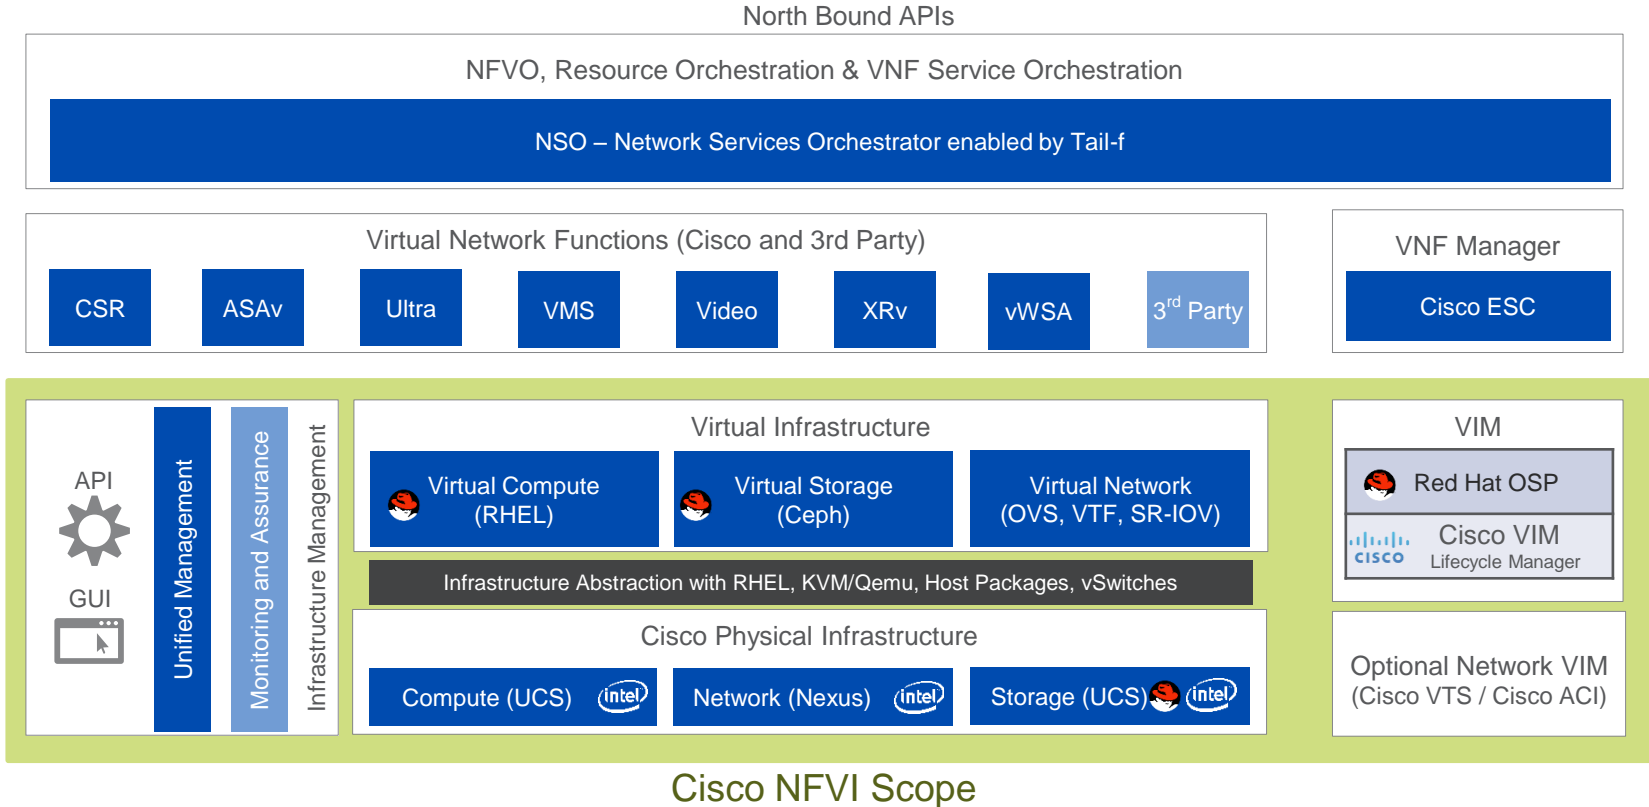 North Bound APIs
NFVO, Resource Orchestration & VNF Service Orchestration
NSO – Network Services Orchestrator enabled by Tail-f
Virtual Network Functions (Cisco and 3rd Party)
CSR
ASAv
Ultra
VMS
Video
XRv
vWSA
3rd Party
VNF Manager
Cisco ESC
API
GUI
Unified Management
Monitoring and Assurance
Infrastructure Management
Virtual Infrastructure
Virtual Compute
(RHEL)
Virtual Storage
(Ceph)
Virtual Network
(OVS, VTF, SR-IOV)
Infrastructure Abstraction with RHEL, KVM/Qemu, Host Packages, vSwitches
Cisco Physical Infrastructure
Compute (UCS)
intel
Network (Nexus)
intel
Storage (UCS)
intel
VIM
Red Hat OSP
CISCO
Cisco VIM
Lifecycle Manager
Optional Network VIM
(Cisco VTS / Cisco ACI)
Cisco NFVI Scope